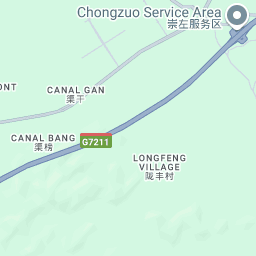 Chongzuo Service Area
崇左服务区
ONT
CANAL GAN
渠干
CANAL BANG
渠榜
G7211
LONGFENG
VILLAGE
陇丰村